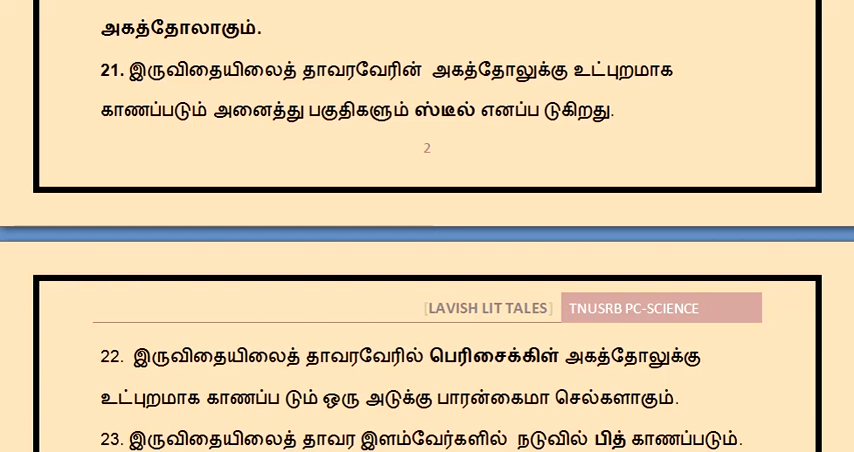 அகத்தோலாகும்.
21. இருவிதையிலைத் தாவரவேரின் அகத்தோலுக்கு உட்புறமாக
காணப்படும் அனைத்து பகுதிகளும் ஸ்டீல் எனப்ப டுகிறது.
2
[LAVISH LIT TALES] TNUSRB PC-SCIENCE
22. இருவிதையிலைத் தாவரவேரில் பெரிசைக்கிள் அகத்தோலுக்கு
உட்புறமாக காணப்ப டும் ஒரு அடுக்கு பாரன்கைமா செல்களாகும்.
23. இருவிதையிலைத் தாவர இளம்வேர்களில் நடுவில் பித் காணப்படும்.